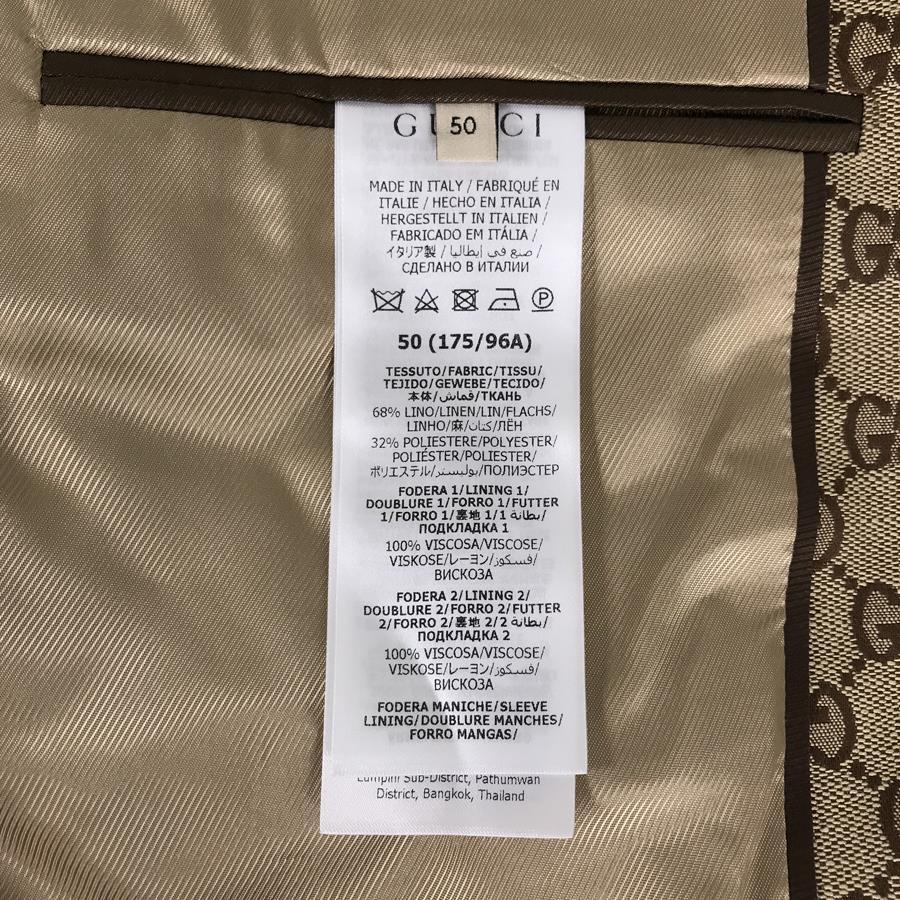 GUCCI
50
MADE IN ITALY / FABRIQUÉ EN
ITALIE / HECHO EN ITALIA /
HERGESTELLT IN ITALIEN /
FABRICADO EM ITÁLIA /
イタリア製 / صنع في إيطاليا /
СДЕЛАНО В ИТАЛИИ
50 (175/96A)
TESSUTO/FABRIC/TISSU/
TEJIDO/GEWEBE/TECIDO/
本体/قماش/ТКАНЬ
68% LINO/LINEN/LIN/FLACHS/
LINHO/麻/كتان/ЛЁН
32% POLIESTERE/POLYESTER/
POLIÉSTER/POLYESTER/
ポリエステル/بوليستر/ПОЛИЭСТЕР
FODERA 1/LINING 1/
DOUBLURE 1/FORRO 1/FUTTER
1/FORRO 1/裏地 1/بطانة 1/
ПОДКЛАДКА 1
100% VISCOSA/VISCOSE/
VISKOSE/レーヨン/فسكوز/
ВИСКОЗА
FODERA 2/LINING 2/
DOUBLURE 2/FORRO 2/FUTTER
2/FORRO 2/裏地 2/بطانة 2/
ПОДКЛАДКА 2
100% VISCOSA/VISCOSE/
VISKOSE/レーヨン/فسكوز/
ВИСКОЗА
FODERA MANICHE/SLEEVE
LINING/DOUBLURE MANCHES/
FORRO MANGAS/
Lumpini Sub-District, Pathumwan
District, Bangkok, Thailand